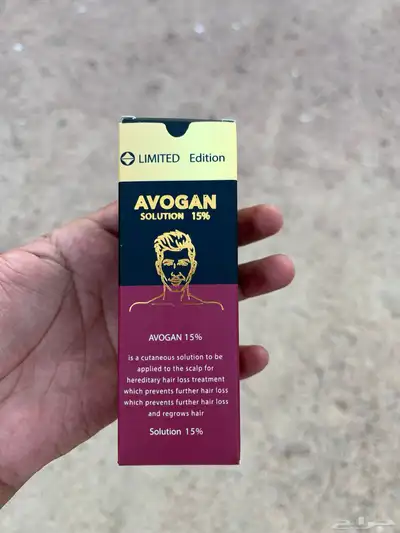 LIMITED Edition
AVOGAN
SOLUTION 15%
AVOGAN 15%
is a cutaneous solution to be
applied to the scalp for
hereditary hair loss treatment
which prevents further hair loss
which prevents further hair loss
and regrows hair
Solution 15%
حراج